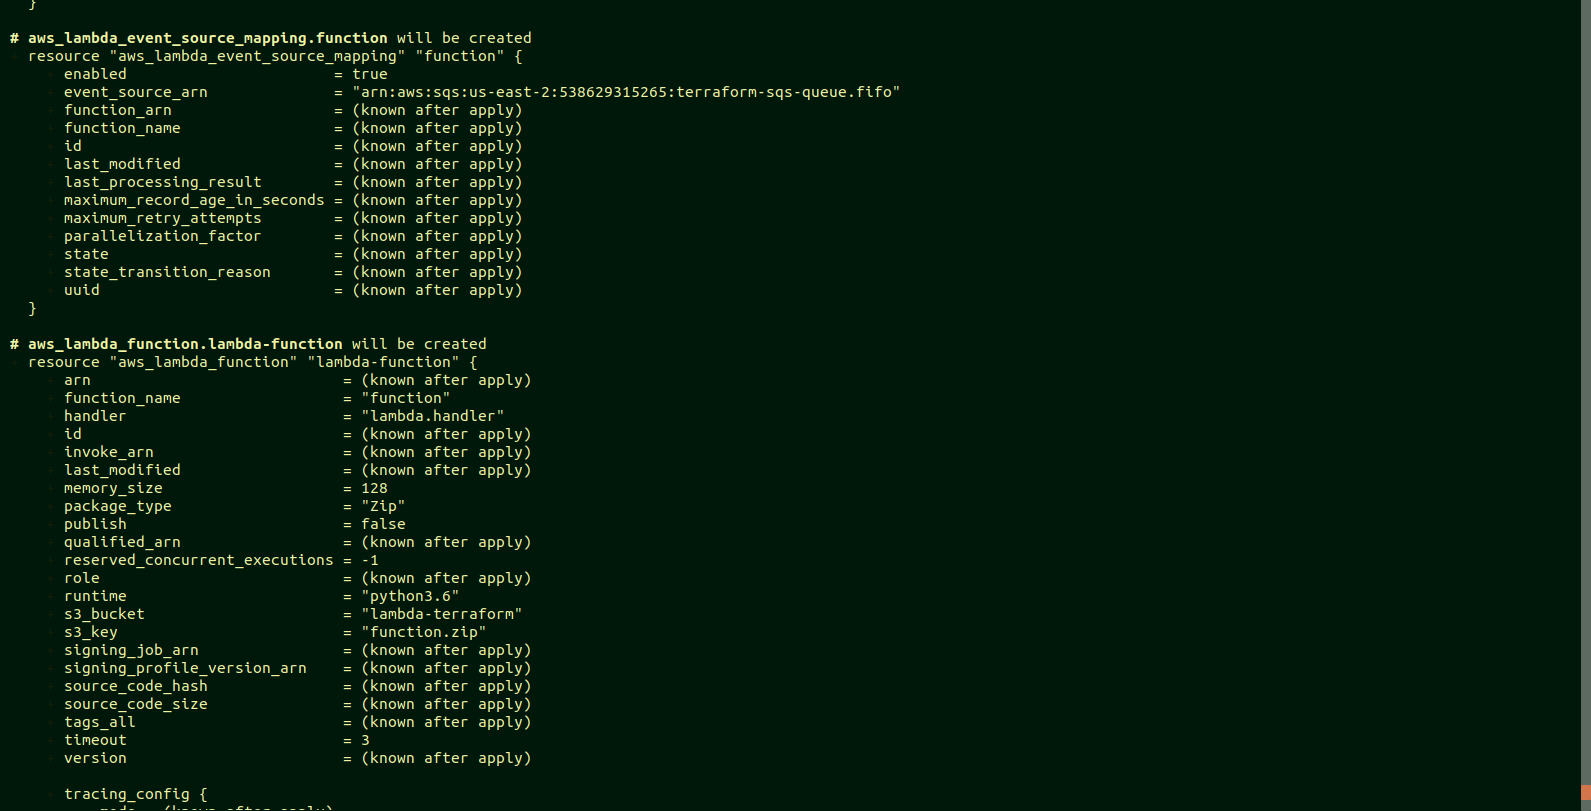 }
# aws_lambda_event_source_mapping.function will be created
+ resource "aws_lambda_event_source_mapping" "function" {
+ enabled = true
+ event_source_arn = "arn:aws:sqs:us-east-2:538629315265:terraform-sqs-queue.fifo"
+ function_arn = (known after apply)
+ function_name = (known after apply)
+ id = (known after apply)
+ last_modified = (known after apply)
+ last_processing_result = (known after apply)
+ maximum_record_age_in_seconds = (known after apply)
+ maximum_retry_attempts = (known after apply)
+ parallelization_factor = (known after apply)
+ state = (known after apply)
+ state_transition_reason = (known after apply)
+ uuid = (known after apply)
}
# aws_lambda_function.lambda-function will be created
+ resource "aws_lambda_function" "lambda-function" {
+ arn = (known after apply)
+ function_name = "function"
+ handler = "lambda.handler"
+ id = (known after apply)
+ invoke_arn = (known after apply)
+ last_modified = (known after apply)
+ memory_size = 128
+ package_type = "Zip"
+ publish = false
+ qualified_arn = (known after apply)
+ reserved_concurrent_executions = -1
+ role = (known after apply)
+ runtime = "python3.6"
+ s3_bucket = "lambda-terraform"
+ s3_key = "function.zip"
+ signing_job_arn = (known after apply)
+ signing_profile_version_arn = (known after apply)
+ source_code_hash = (known after apply)
+ source_code_size = (known after apply)
+ tags_all = (known after apply)
+ timeout = 3
+ version = (known after apply)
+ tracing_config {
+ mode = (known after apply)